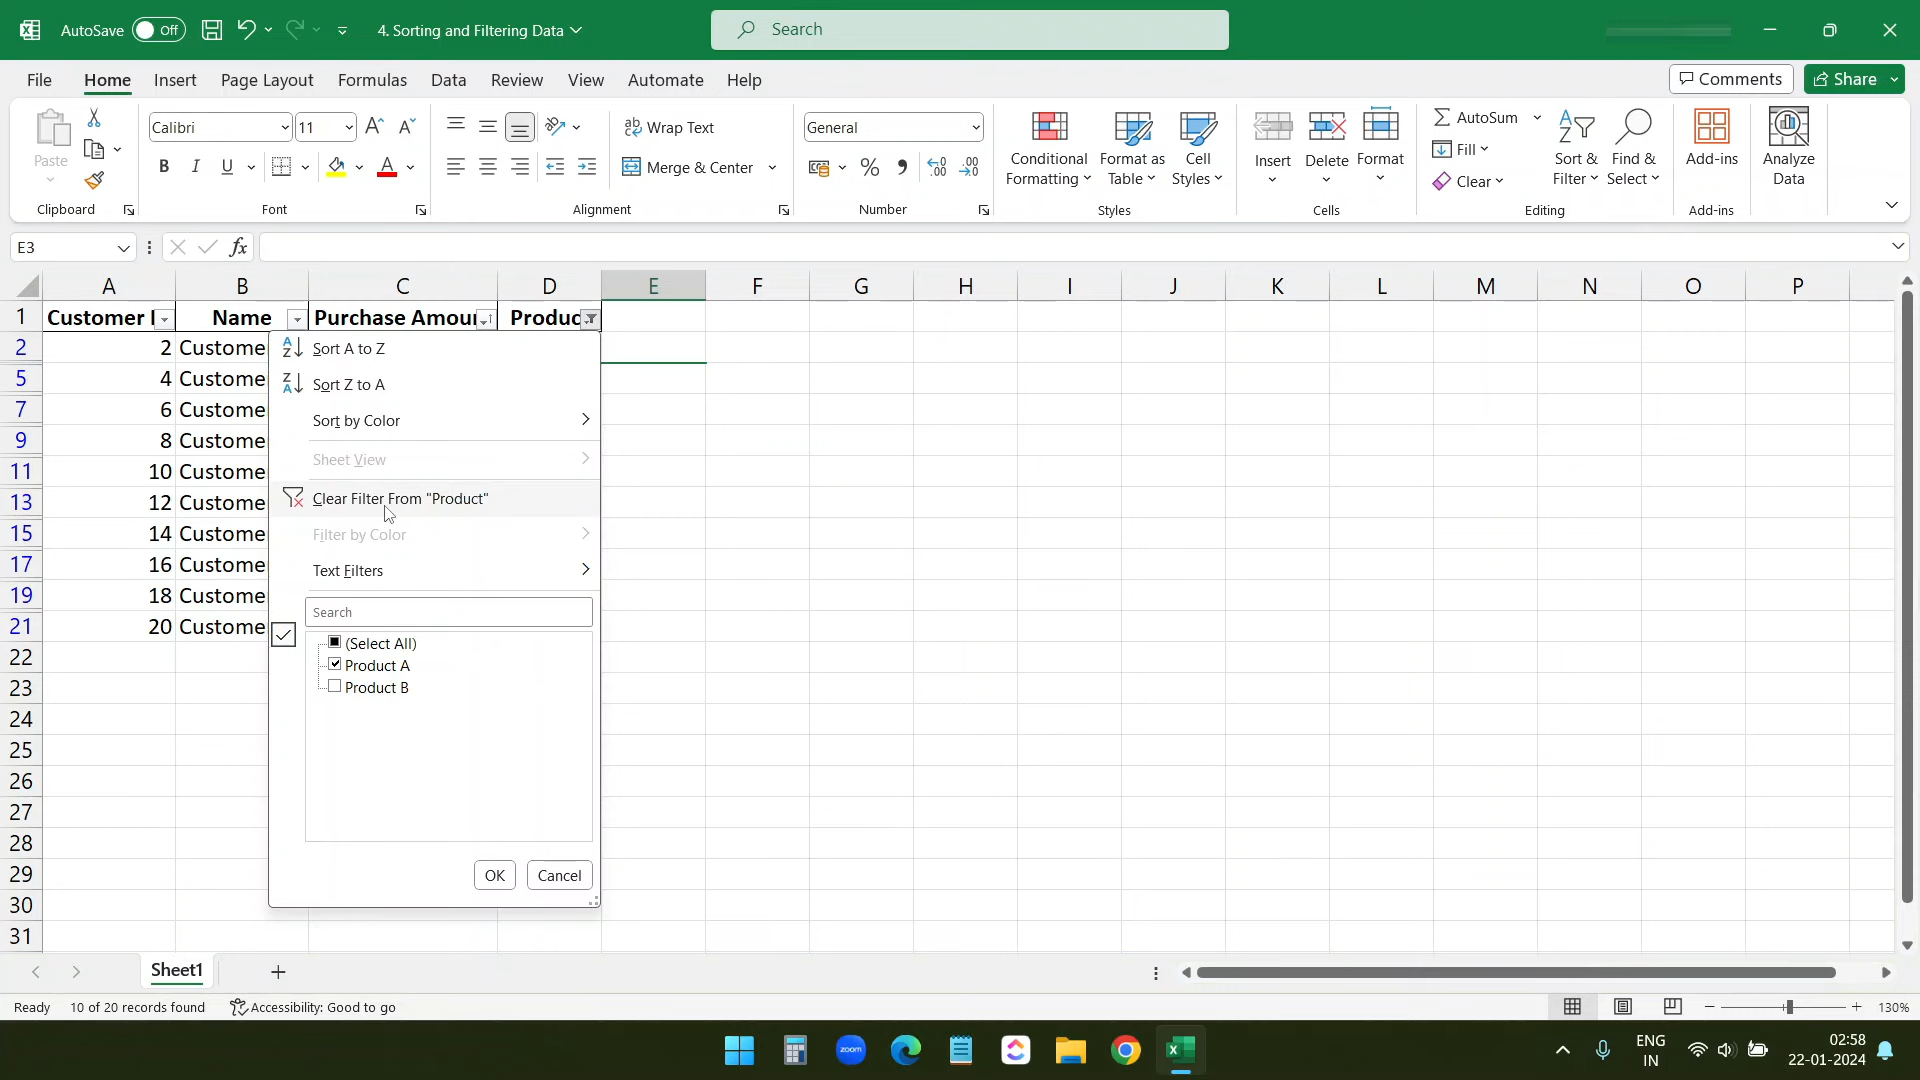 AutoSave Off 4. Sorting and Filtering Data Search
File Home Insert Page Layout Formulas Data Review View Automate Help Comments Share
Paste Calibri 11 Wrap Text General Conditional Formatting Format as Table Cell Styles Insert Delete Format AutoSum Sort & Filter Find & Select Add-ins Analyze Data
B I U Merge & Center % Fill
Clear
Clipboard Font Alignment Number Styles Cells Editing Add-ins
E3 fx
A B C D E F G H I J K L M N O P
1 Customer Name Purchase Amou Produc
2 2 Custome Sort A to Z
5 4 Custome Sort Z to A
7 6 Custome Sort by Color
9 8 Custome Sheet View
11 10 Custome
13 12 Custome Clear Filter From "Product"
15 14 Custome Filter by Color
17 16 Custome Text Filters
19 18 Custome Search
21 20 Custome (Select All)
22 Product A
23 Product B
24
25
26
27
28
29 OK Cancel
30
31
Sheet1
Ready 10 of 20 records found Accessibility: Good to go 130%
zoom ENG IN 02:58
22-01-2024